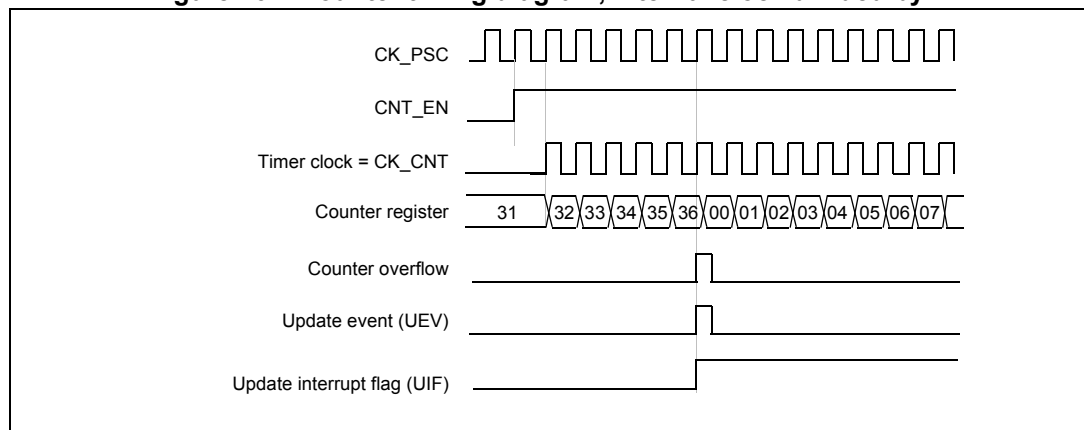 CK_PSC
CNT_EN
Timer clock = CK_CNT
Counter register 31 32 33 34 35 36 00 01 02 03 04 05 06 07
Counter overflow
Update event (UEV)
Update interrupt flag (UIF)